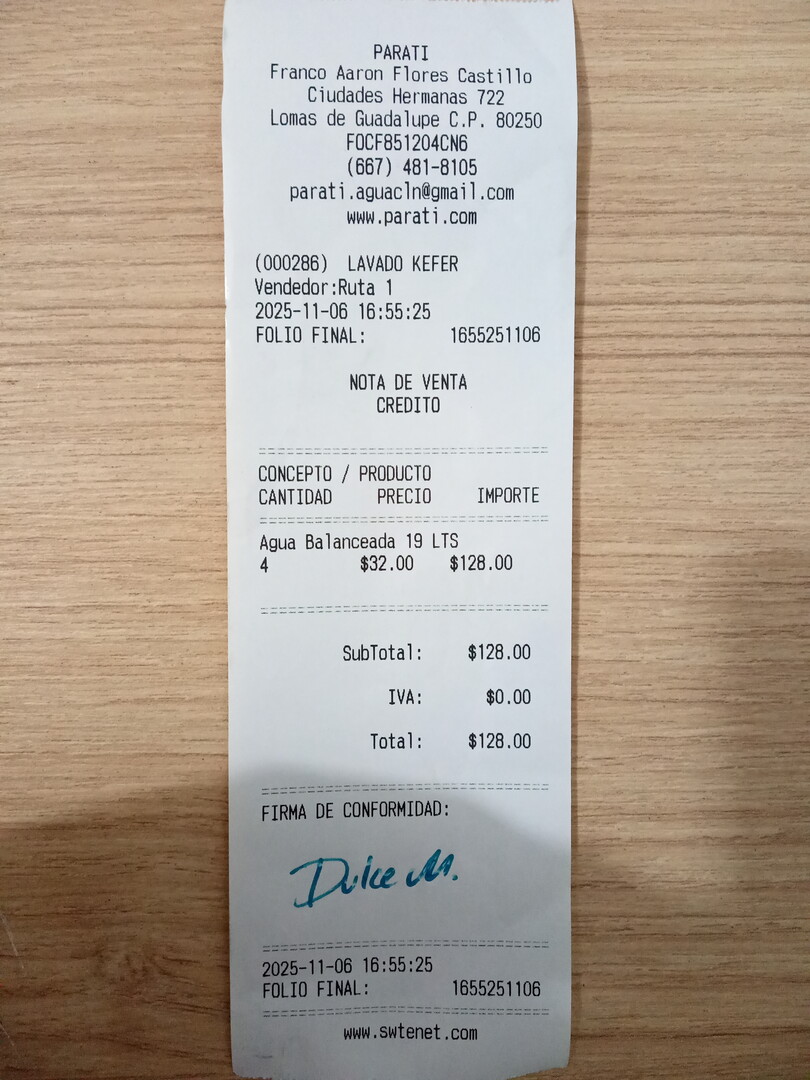 PARATI
Franco Aaron Flores Castillo
Ciudades Hermanas 722
Lomas de Guadalupe C.P. 80250
FOCF851204CN6
(667) 481-8105
parati.aguacln@gmail.com
www.parati.com
(000286) LAVADO KEFER
Vendedor:Ruta 1
2025-11-06 16:55:25
FOLIO FINAL: 1655251106
NOTA DE VENTA
CREDITO
CONCEPTO / PRODUCTO
CANTIDAD PRECIO IMPORTE
Agua Balanceada 19 LTS
4 $32.00 $128.00
SubTotal: $128.00
IVA: $0.00
Total: $128.00
FIRMA DE CONFORMIDAD:
Dulce M.
2025-11-06 16:55:25
FOLIO FINAL: 1655251106
www.swtenet.com